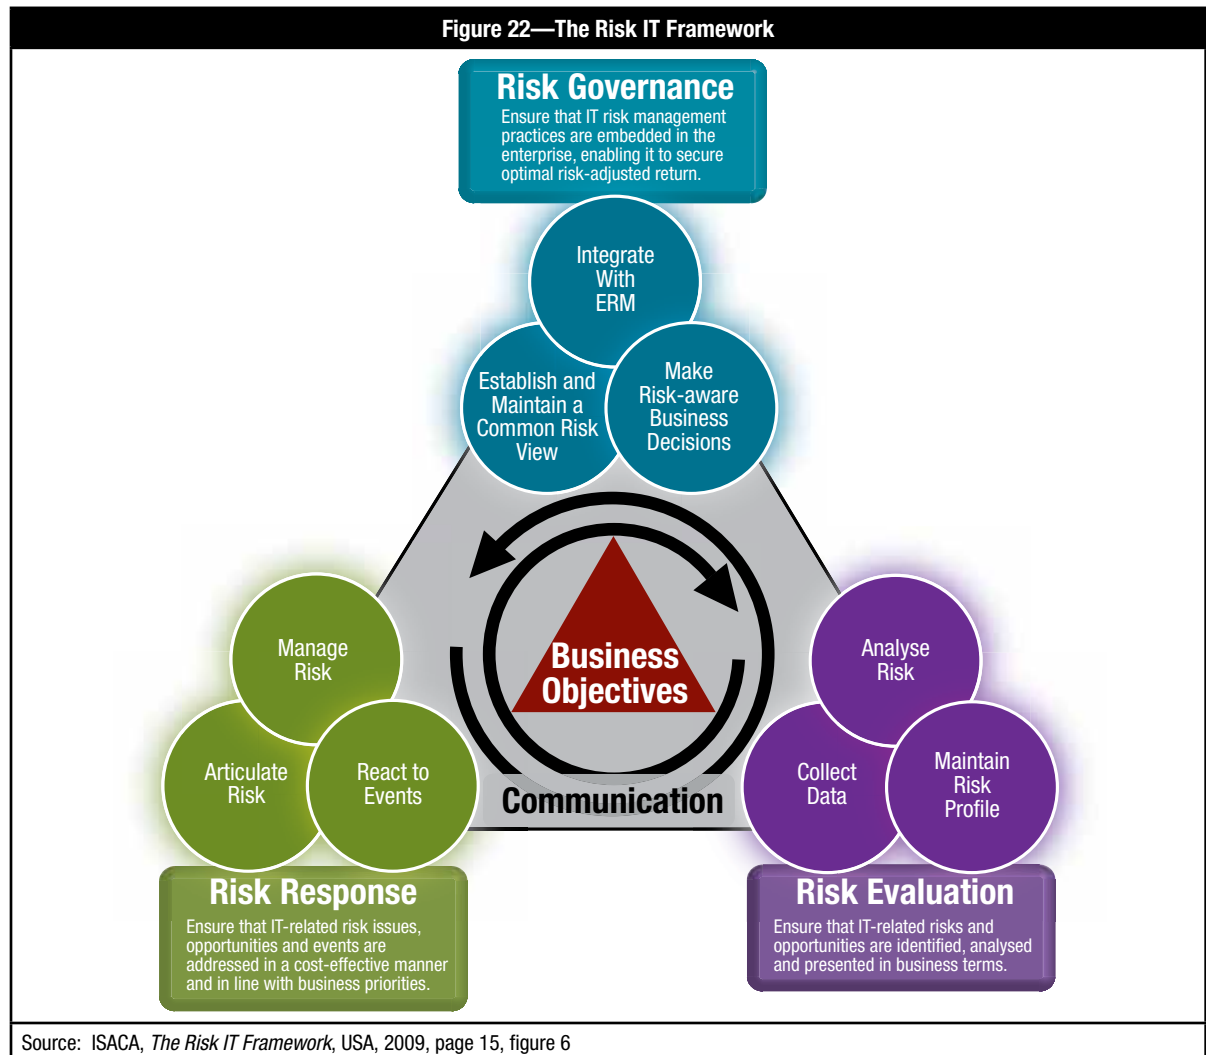 Figure 22—The Risk IT Framework
Risk Governance
Ensure that IT risk management
practices are embedded in the
enterprise, enabling it to secure
optimal risk-adjusted return.
Integrate
With
ERM
Establish and
Maintain a
Common Risk
View
Make
Risk-aware
Business
Decisions
Business
Objectives
Communication
Manage
Risk
Articulate
Risk
React to
Events
Analyse
Risk
Collect
Data
Maintain
Risk
Profile
Risk Response
Ensure that IT-related risk issues,
opportunities and events are
addressed in a cost-effective manner
and in line with business priorities.
Risk Evaluation
Ensure that IT-related risks and
opportunities are identified, analysed
and presented in business terms.
Source: ISACA, The Risk IT Framework, USA, 2009, page 15, figure 6